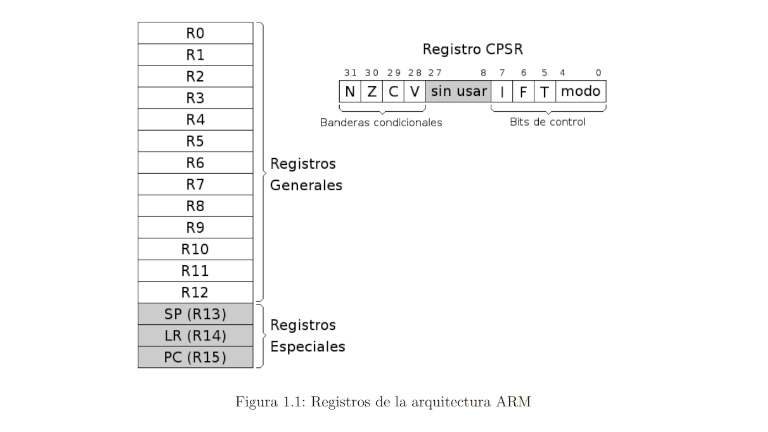 R0
R1
R2
R3
R4
R5
R6
R7
R8
R9
R10
R11
R12
SP (R13)
LR (R14)
PC (R15)
Registros
Generales
Registros
Especiales
Registro CPSR
31 30 29 28 27 8 7 6 5 4 0
N Z C V sin usar I F T modo
Banderas condicionales Bits de control
Figura 1.1: Registros de la arquitectura ARM